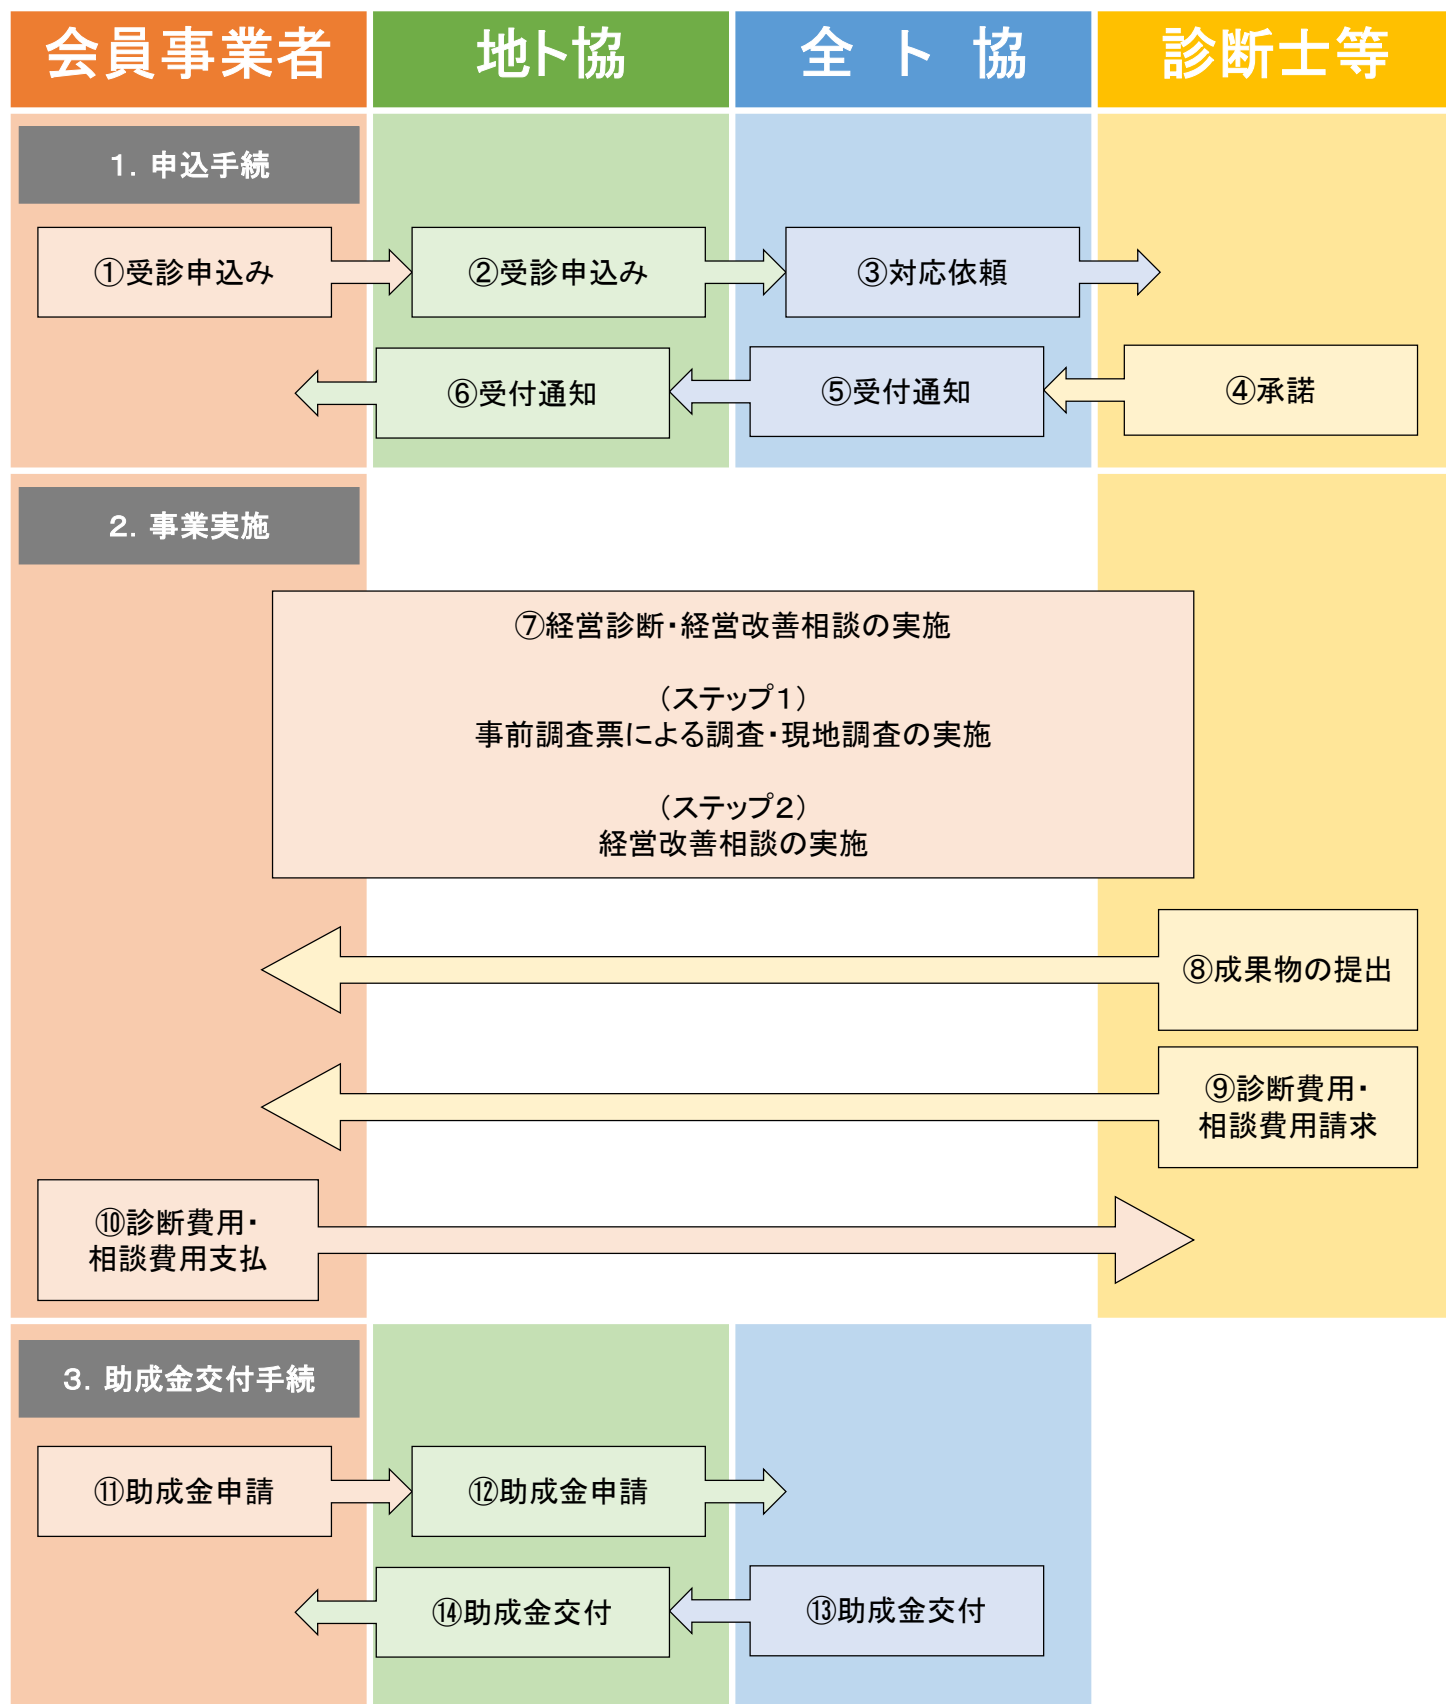 会員事業者
地ト協
全ト協
診断士等
１．申込手続
①受診申込み
②受診申込み
③対応依頼
⑥受付通知
⑤受付通知
④承諾
２．事業実施
⑦経営診断・経営改善相談の実施
（ステップ１）
事前調査票による調査・現地調査の実施
（ステップ２）
経営改善相談の実施
⑧成果物の提出
⑨診断費用・
相談費用請求
⑩診断費用・
相談費用支払
３．助成金交付手続
⑪助成金申請
⑫助成金申請
⑭助成金交付
⑬助成金交付